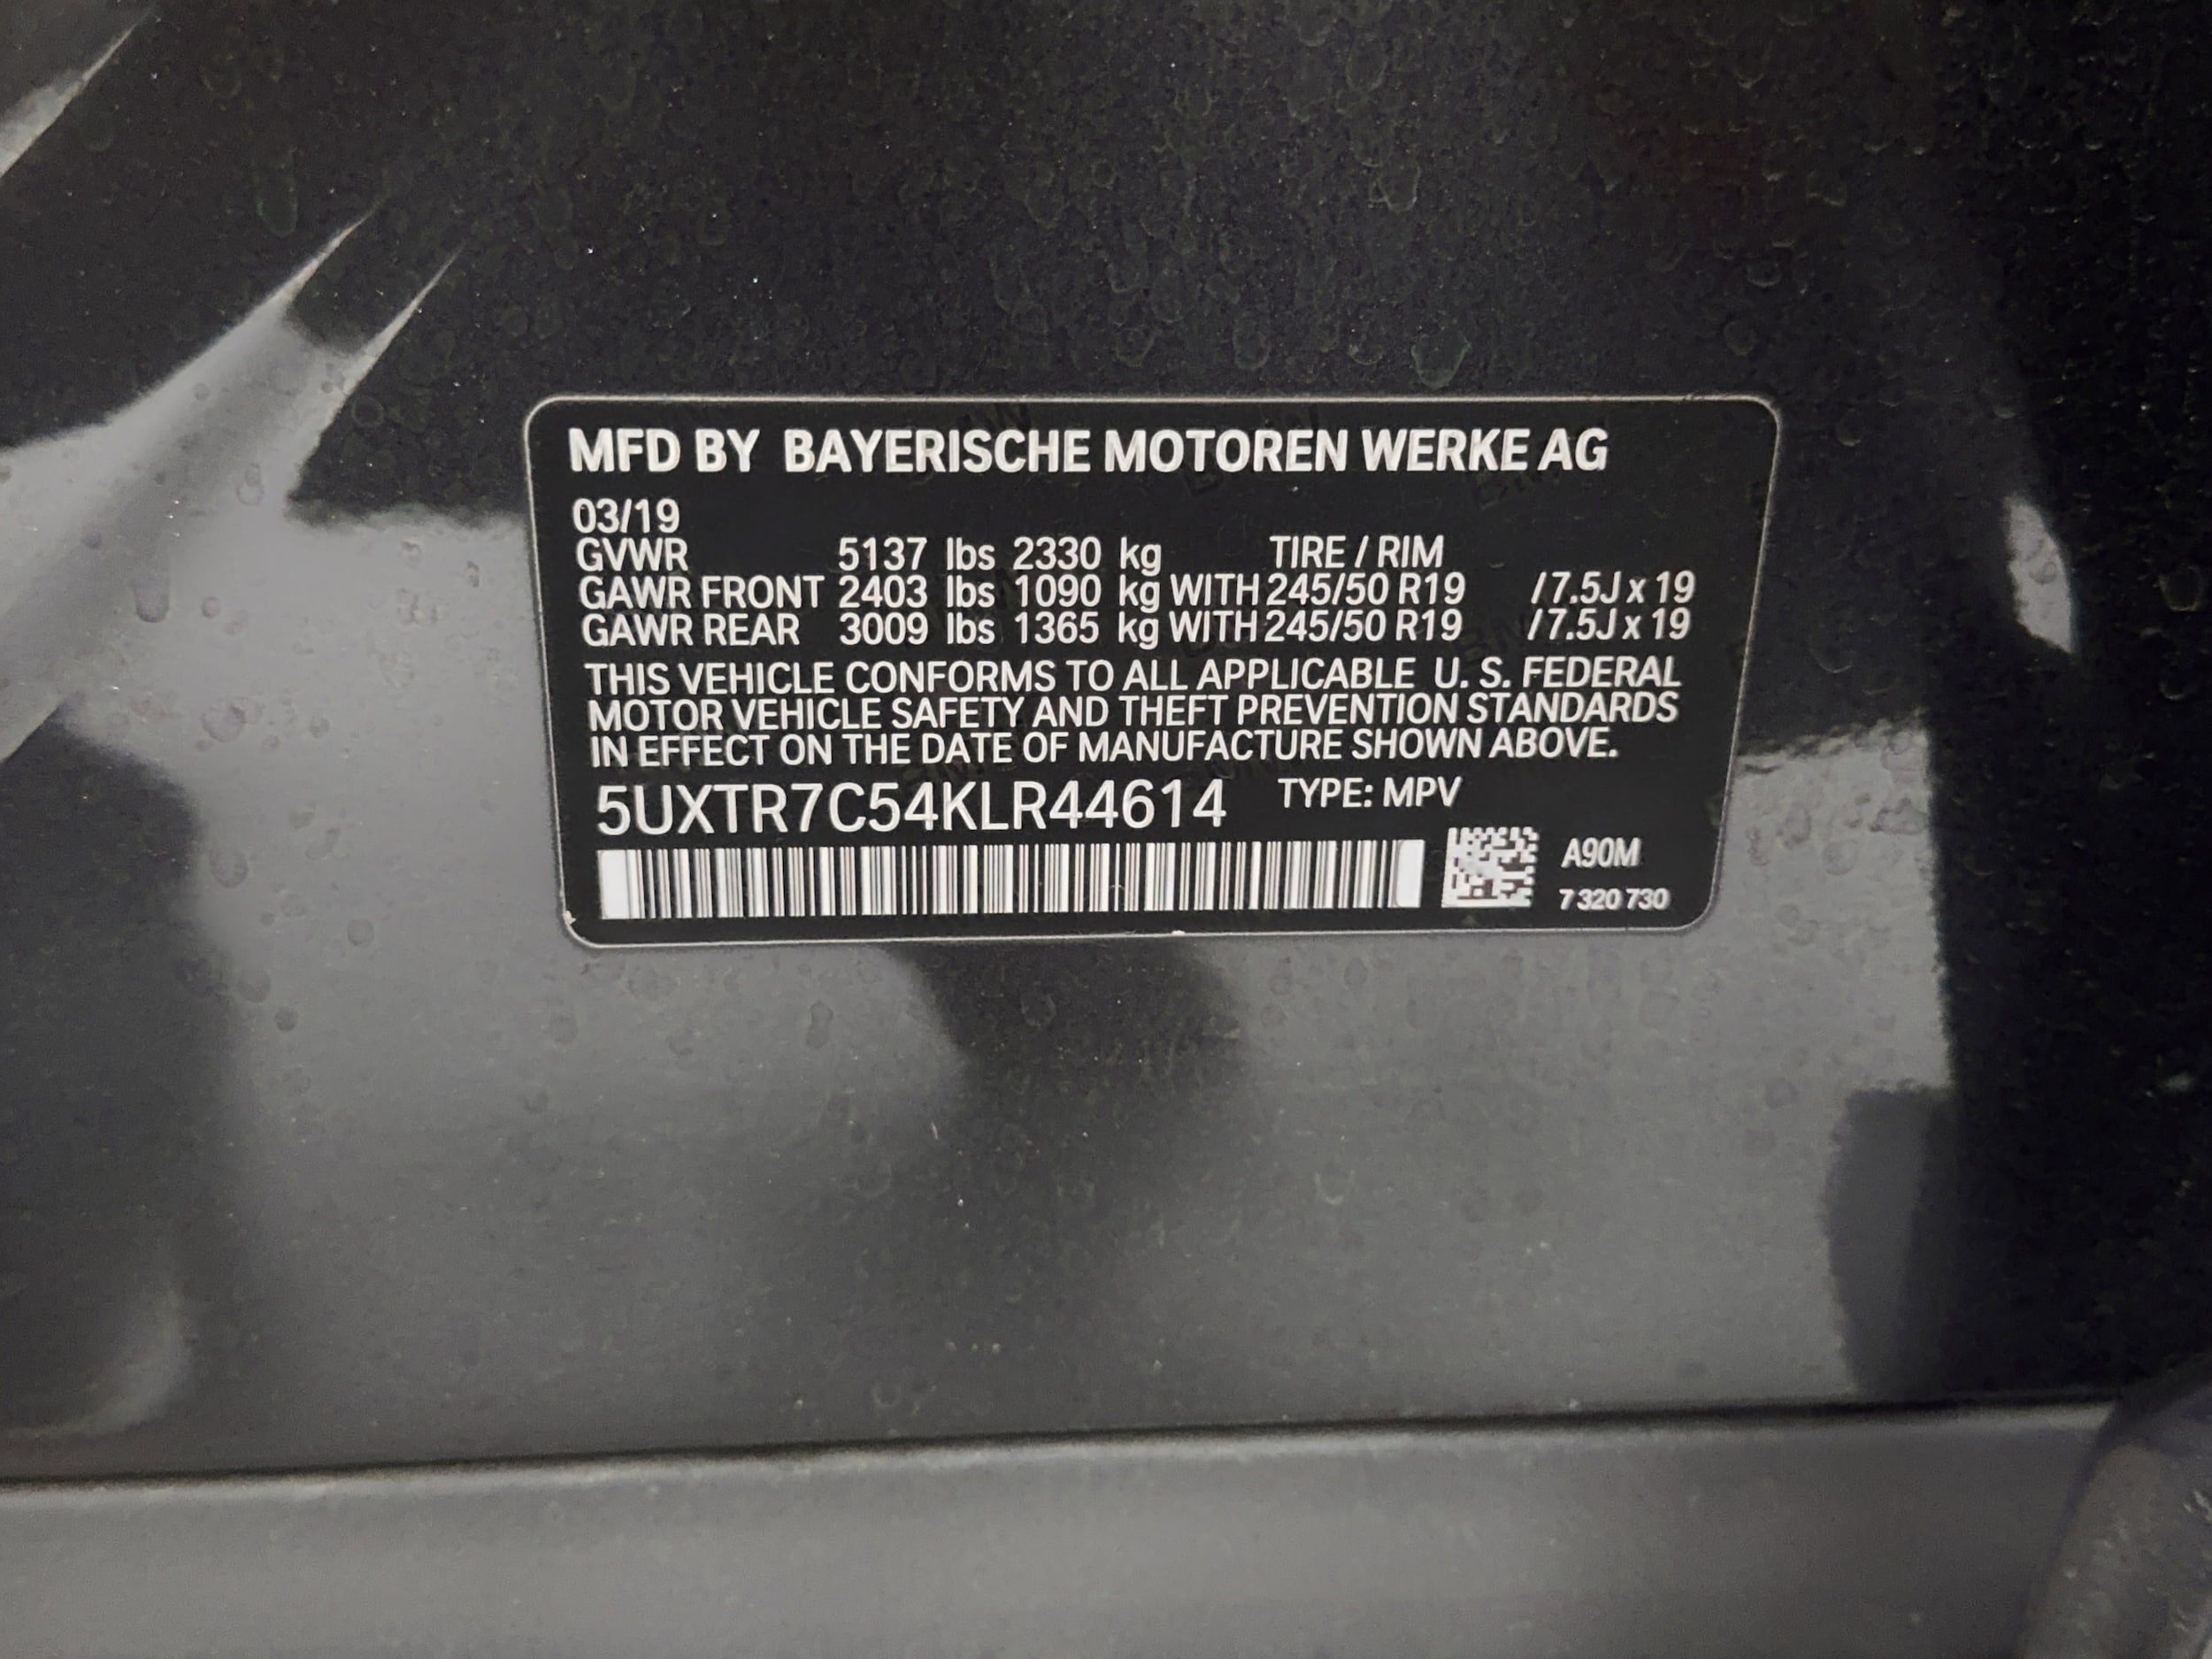 MFD BY BAYERISCHE MOTOREN WERKE AG
03/19
GVWR 5137 lbs 2330 kg TIRE / RIM
GAWR FRONT 2403 lbs 1090 kg WITH 245/50 R19 / 7.5J x 19
GAWR REAR 3009 lbs 1365 kg WITH 245/50 R19 / 7.5J x 19
THIS VEHICLE CONFORMS TO ALL APPLICABLE U. S. FEDERAL
MOTOR VEHICLE SAFETY AND THEFT PREVENTION STANDARDS
IN EFFECT ON THE DATE OF MANUFACTURE SHOWN ABOVE.
5UXTR7C54KLR44614 TYPE: MPV
A90M
7 320 730